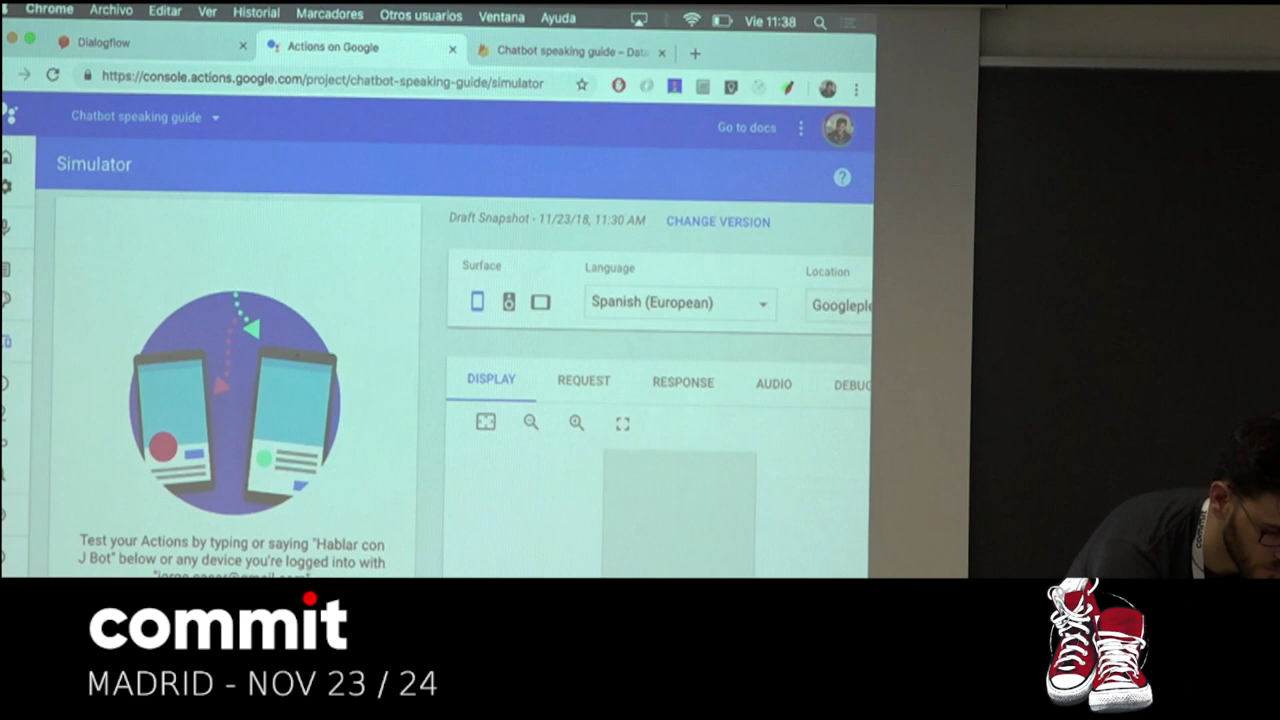 Chrome Archivo Editar Ver Historial Marcadores Otros usuarios Ventana Ayuda Vie 11:38
Dialogflow Actions on Google Chatbot speaking guide – Data
https://console.actions.google.com/project/chatbot-speaking-guide/simulator
Chatbot speaking guide Go to docs
Simulator
Draft Snapshot - 11/23/18, 11:30 AM CHANGE VERSION
Surface Language Location
Spanish (European) Googleple
DISPLAY REQUEST RESPONSE AUDIO DEBUG
Test your Actions by typing or saying "Hablar con
J Bot" below or any device you're logged into with
commit
commit
MADRID - NOV 23 / 24